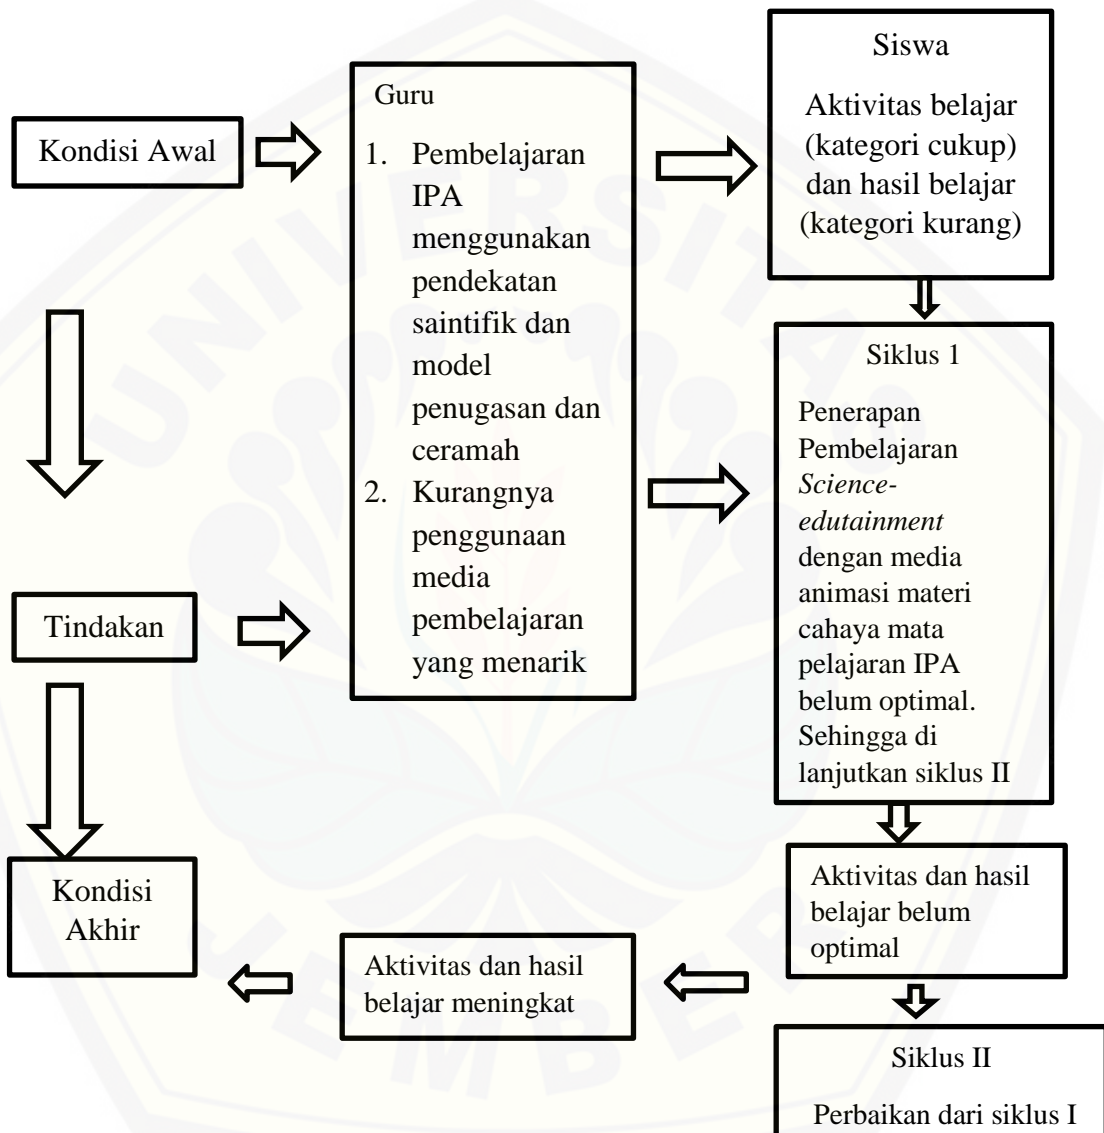 Kondisi Awal
Guru
1. Pembelajaran
IPA
menggunakan
pendekatan
saintifik dan
model
penugasan dan
ceramah
2. Kurangnya
penggunaan
media
pembelajaran
yang menarik
Siswa
Aktivitas belajar
(kategori cukup)
dan hasil belajar
(kategori kurang)
Tindakan
Siklus 1
Penerapan
Pembelajaran
Science-
edutainment
dengan media
animasi materi
cahaya mata
pelajaran IPA
belum optimal.
Sehingga di
lanjutkan siklus II
Kondisi
Akhir
Aktivitas dan hasil
belajar meningkat
Aktivitas dan hasil
belajar belum
optimal
Siklus II
Perbaikan dari siklus I
UNIVERSITAS
JEMBER